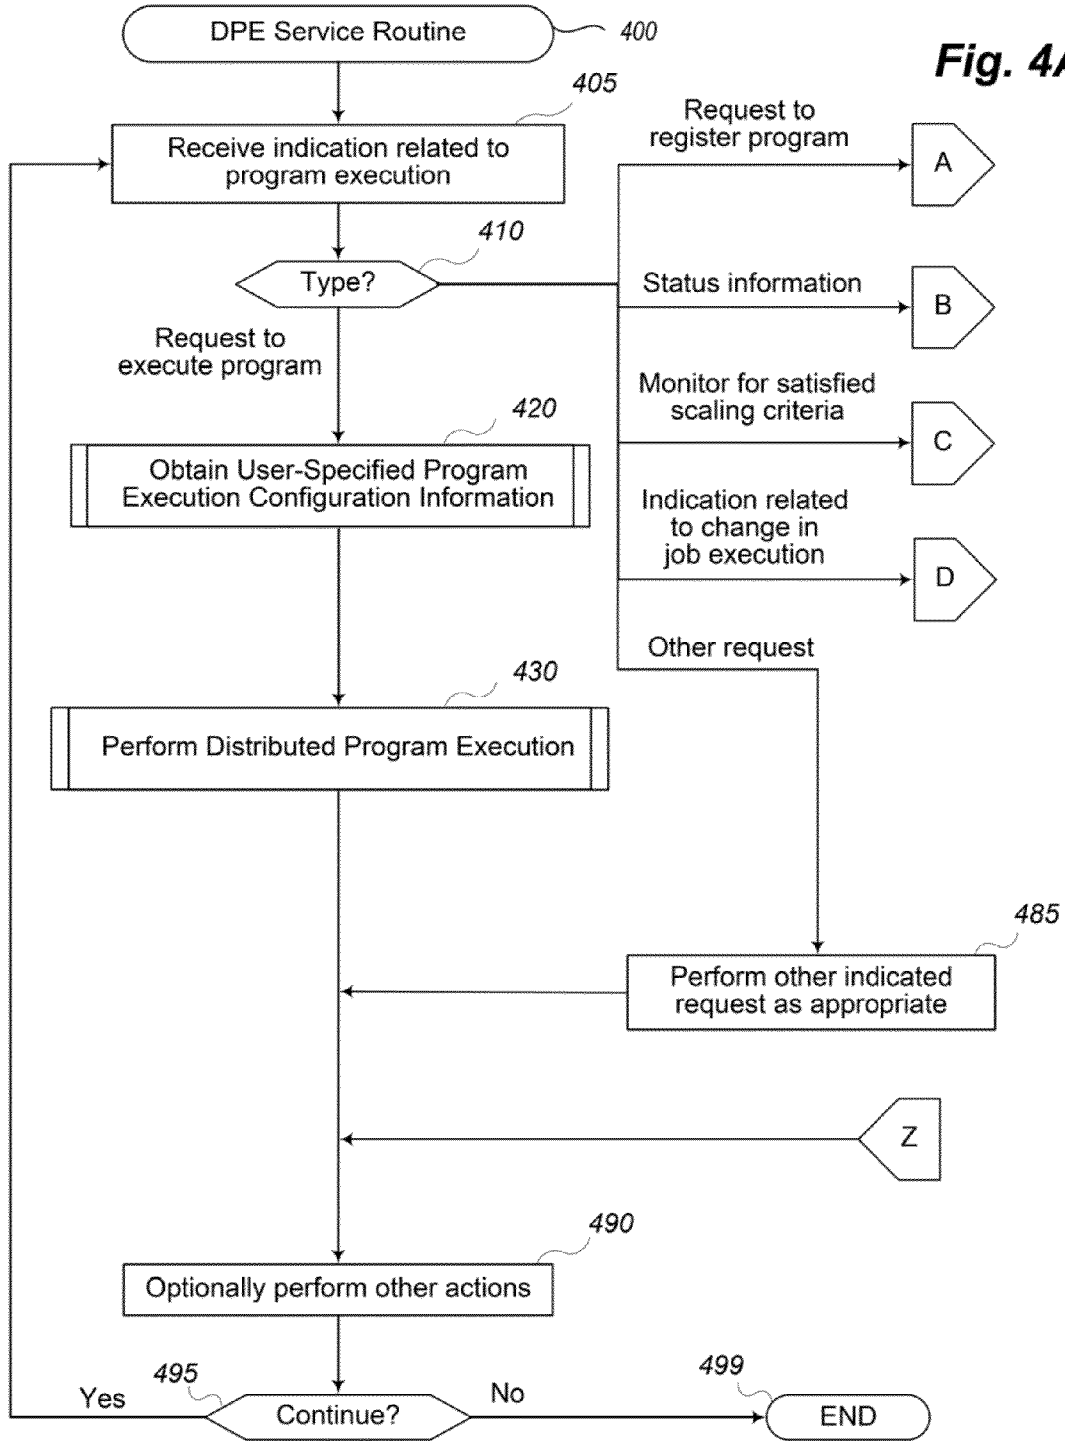 DPE Service Routine
400
Fig. 4A
405
Receive indication related to
program execution
Request to
register program
A
410
Type?
Status information
B
Request to
execute program
Monitor for satisfied
scaling criteria
C
420
Obtain User-Specified Program
Execution Configuration Information
Indication related
to change in
job execution
D
Other request
430
Perform Distributed Program Execution
485
Perform other indicated
request as appropriate
Z
490
Optionally perform other actions
495
Yes
Continue?
No
499
END